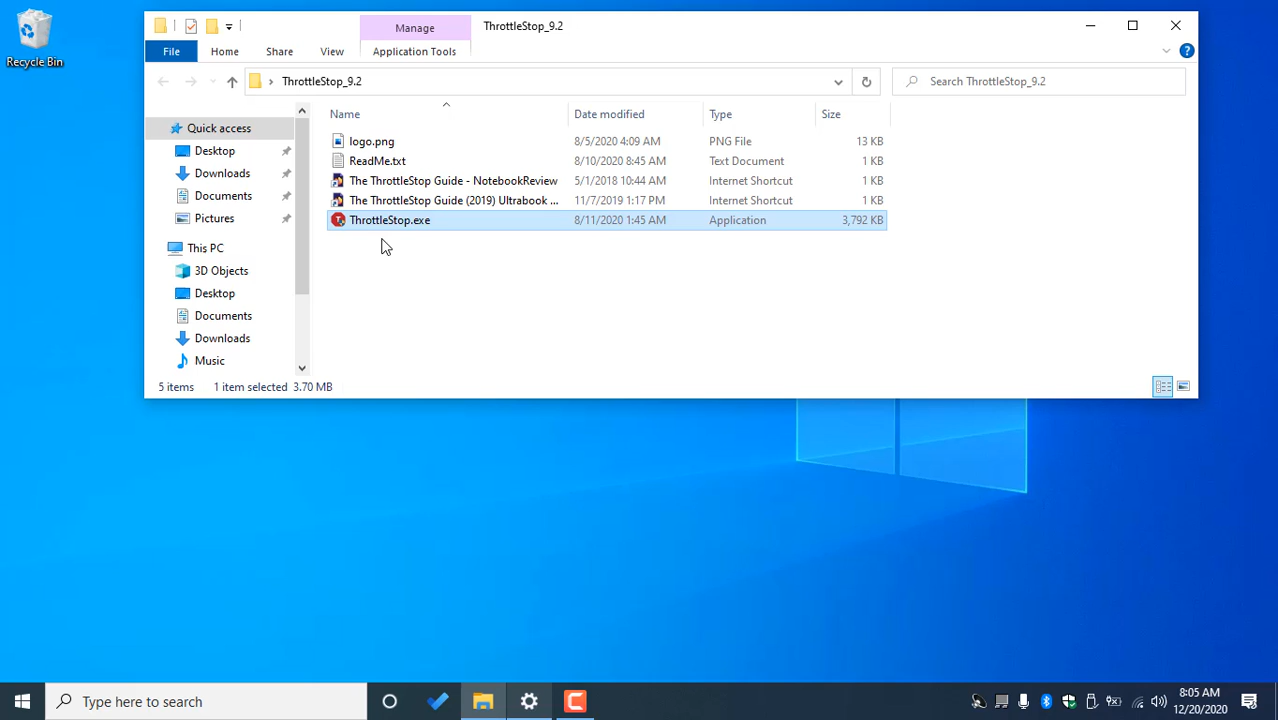 Recycle Bin
Manage
ThrottleStop_9.2
File
Home
Share
View
Application Tools
ThrottleStop_9.2
Search ThrottleStop_9.2
Name
Date modified
Type
Size
Quick access
Desktop
Downloads
Documents
Pictures
This PC
3D Objects
Desktop
Documents
Downloads
Music
logo.png 8/5/2020 4:09 AM PNG File 13 KB
ReadMe.txt 8/10/2020 8:45 AM Text Document 1 KB
The ThrottleStop Guide - NotebookReview 5/1/2018 10:44 AM Internet Shortcut 1 KB
The ThrottleStop Guide (2019) Ultrabook ... 11/7/2019 1:17 PM Internet Shortcut 1 KB
ThrottleStop.exe 8/11/2020 1:45 AM Application 3,792 KB
5 items 1 item selected 3.70 MB
Type here to search
8:05 AM
12/20/2020